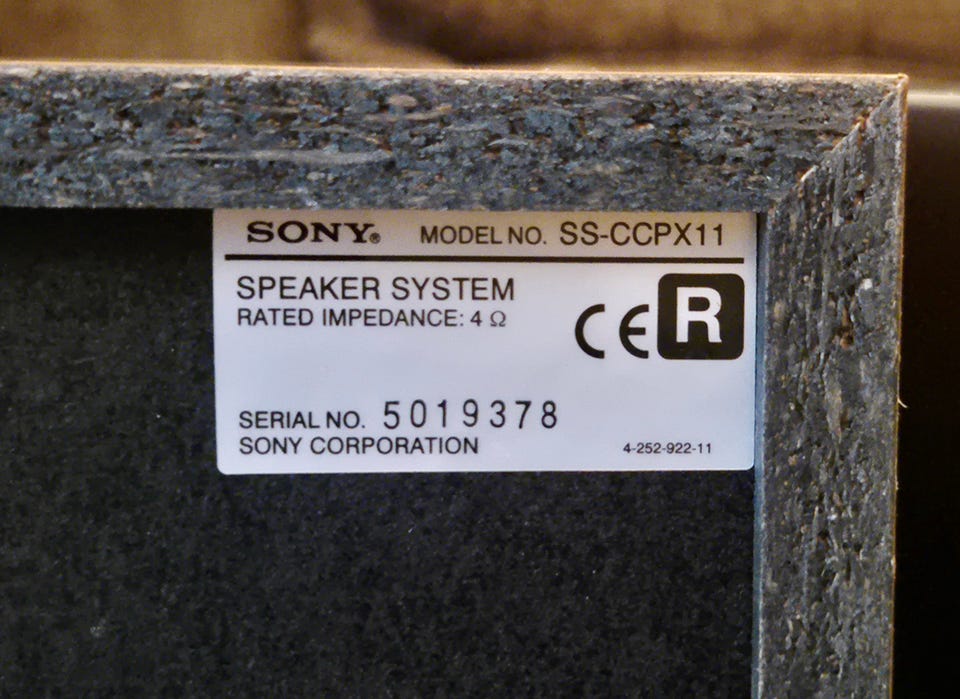 SONY® MODEL NO. SS-CCPX11
SPEAKER SYSTEM
RATED IMPEDANCE: 4 Ω
CE R
SERIAL NO. 5019378
SONY CORPORATION 4-252-922-11